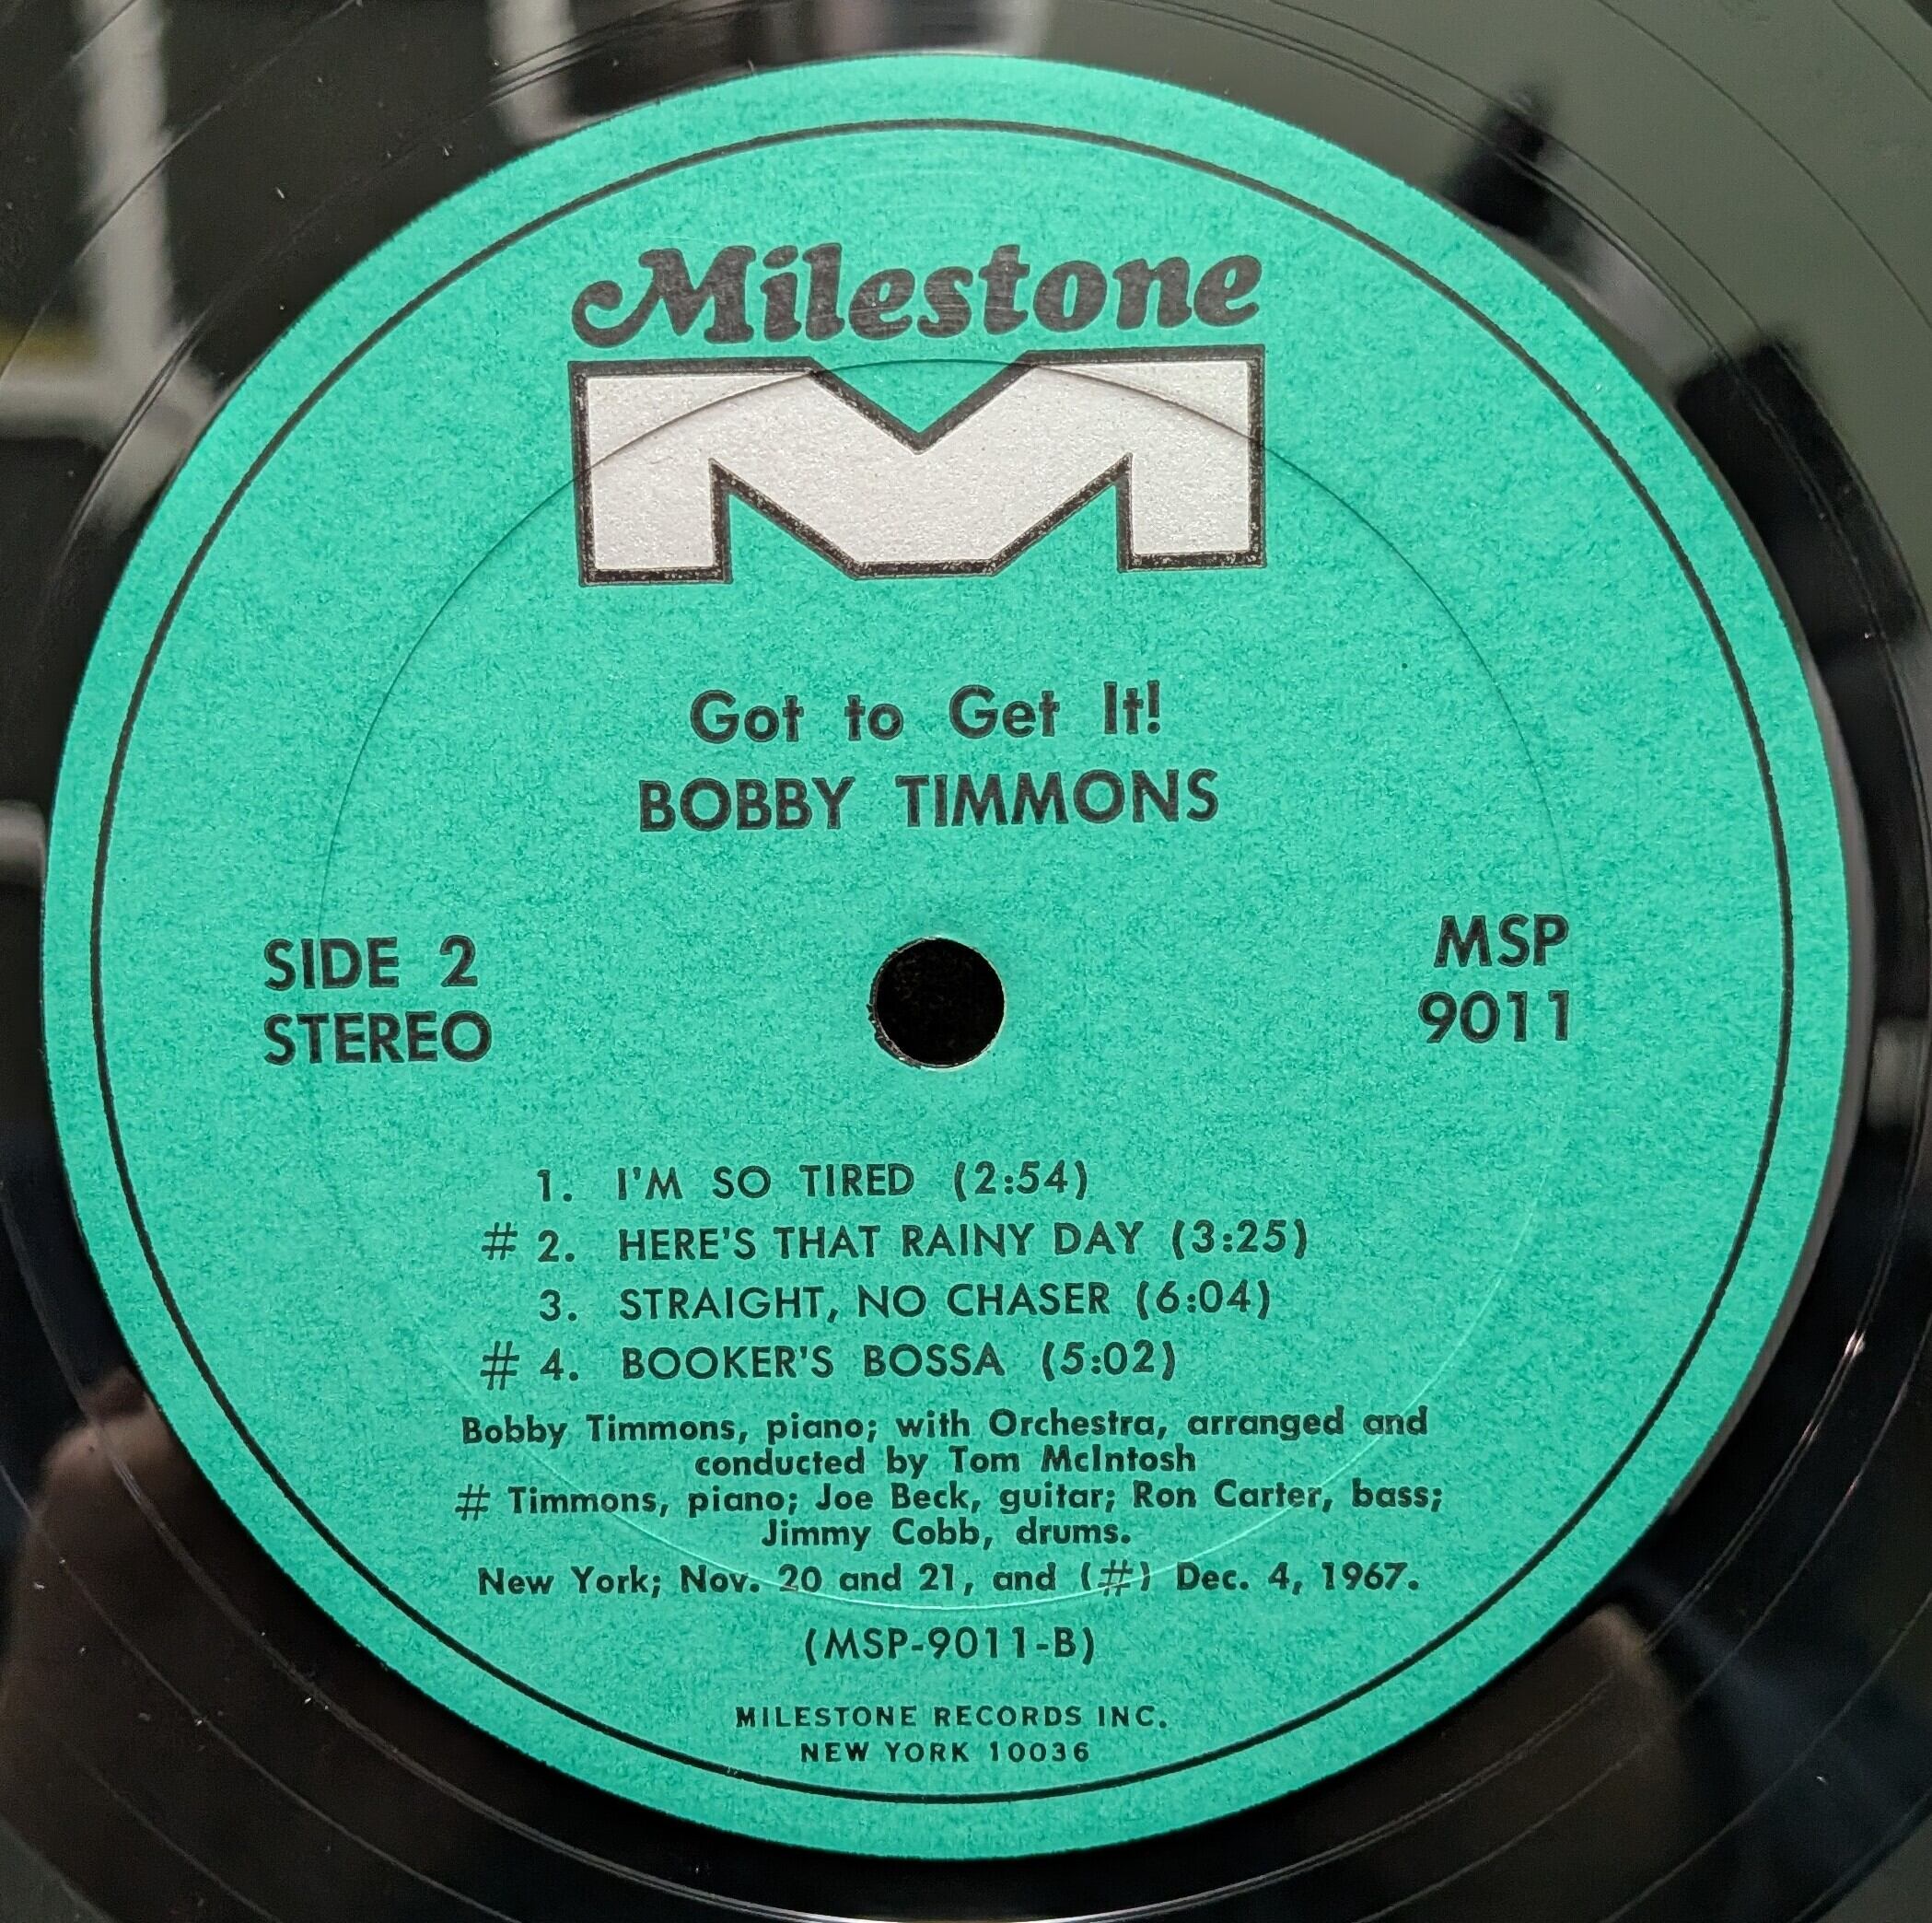 Milestone
M
Got to Get It!
BOBBY TIMMONS
SIDE 2
STEREO
MSP
9011
1. I'M SO TIRED (2:54)
# 2. HERE'S THAT RAINY DAY (3:25)
3. STRAIGHT, NO CHASER (6:04)
# 4. BOOKER'S BOSSA (5:02)
Bobby Timmons, piano; with Orchestra, arranged and
conducted by Tom McIntosh
# Timmons, piano; Joe Beck, guitar; Ron Carter, bass;
Jimmy Cobb, drums.
New York; Nov. 20 and 21, and (#) Dec. 4, 1967.
(MSP-9011-B)
MILESTONE RECORDS INC.
NEW YORK 10036